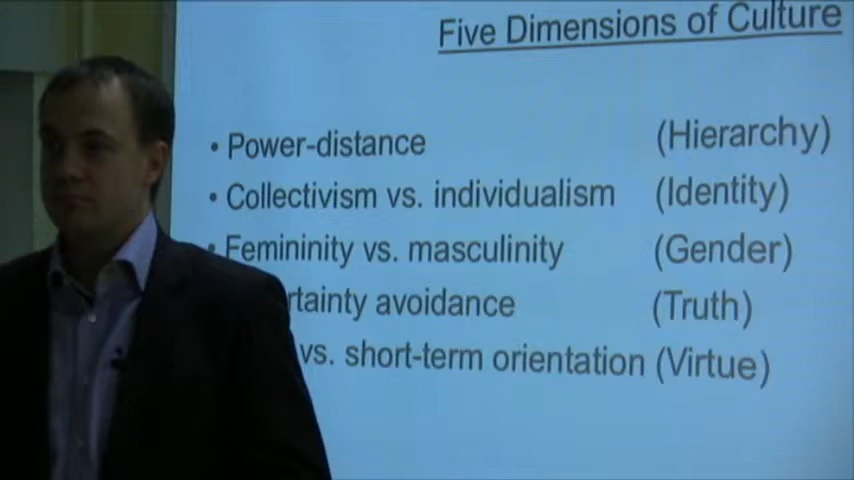 Five Dimensions of Culture
• Power-distance (Hierarchy)
• Collectivism vs. individualism (Identity)
• Femininity vs. masculinity (Gender)
rtainty avoidance (Truth)
vs. short-term orientation (Virtue)